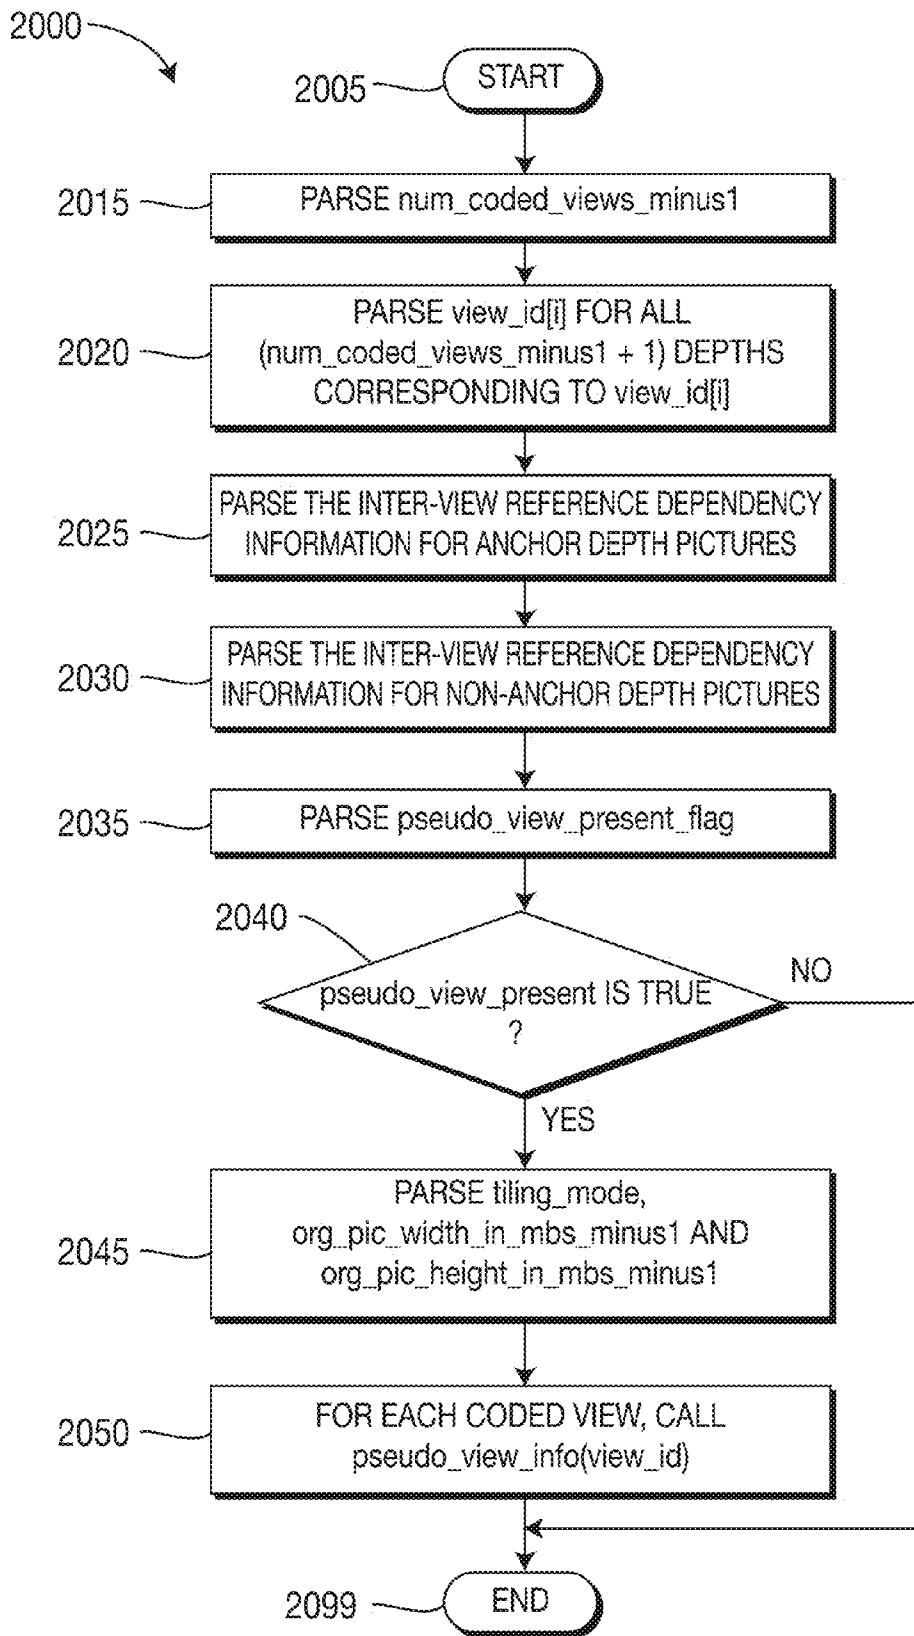 2000
START
2005
PARSE num_coded_views_minus1
2015
PARSE view_id[i] FOR ALL
(num_coded_views_minus1 + 1) DEPTHS
CORRESPONDING TO view_id[i]
2020
PARSE THE INTER-VIEW REFERENCE DEPENDENCY
INFORMATION FOR ANCHOR DEPTH PICTURES
2025
PARSE THE INTER-VIEW REFERENCE DEPENDENCY
INFORMATION FOR NON-ANCHOR DEPTH PICTURES
2030
PARSE pseudo_view_present_flag
2035
2040
pseudo_view_present IS TRUE
?
NO
YES
PARSE tiling_mode,
org_pic_width_in_mbs_minus1 AND
org_pic_height_in_mbs_minus1
2045
FOR EACH CODED VIEW, CALL
pseudo_view_info(view_id)
2050
END
2099